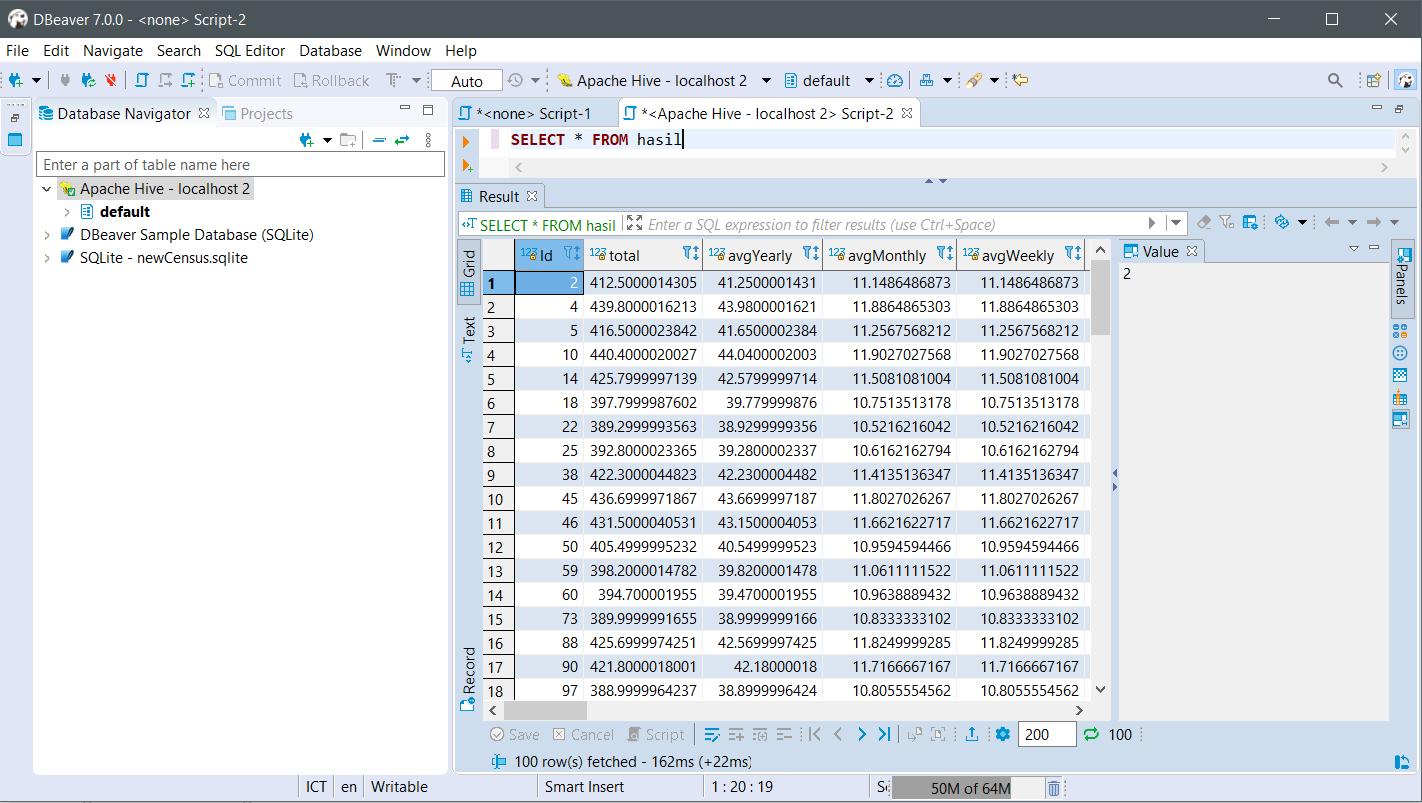 DBeaver 7.0.0 - <none> Script-2
File Edit Navigate Search SQL Editor Database Window Help
Commit Rollback Auto Apache Hive - localhost 2 default
Database Navigator Projects
*<none> Script-1 *<Apache Hive - localhost 2> Script-2
Enter a part of table name here
Apache Hive - localhost 2
default
DBeaver Sample Database (SQLite)
SQLite - newCensus.sqlite
SELECT * FROM hasil
Result
SELECT * FROM hasil Enter a SQL expression to filter results (use Ctrl+Space)
Grid
Text
Record
123 Id 123 total 123 avgYearly 123 avgMonthly 123 avgWeekly
1 2 412.5000014305 41.2500001431 11.1486486873 11.1486486873
2 4 439.8000016213 43.9800001621 11.8864865303 11.8864865303
3 5 416.5000023842 41.6500002384 11.2567568212 11.2567568212
4 10 440.4000020027 44.0400002003 11.9027027568 11.9027027568
5 14 425.7999997139 42.5799999714 11.5081081004 11.5081081004
6 18 397.7999987602 39.779999876 10.7513513178 10.7513513178
7 22 389.2999993563 38.9299999356 10.5216216042 10.5216216042
8 25 392.8000023365 39.2800002337 10.6162162794 10.6162162794
9 38 422.3000044823 42.2300004482 11.4135136347 11.4135136347
10 45 436.6999971867 43.6699997187 11.8027026267 11.8027026267
11 46 431.5000040531 43.1500004053 11.6621622717 11.6621622717
12 50 405.4999995232 40.5499999523 10.9594594466 10.9594594466
13 59 398.2000014782 39.8200001478 11.0611111522 11.0611111522
14 60 394.700001955 39.4700001955 10.9638889432 10.9638889432
15 73 389.9999991655 38.9999999166 10.8333333102 10.8333333102
16 88 425.6999974251 42.5699997425 11.8249999285 11.8249999285
17 90 421.8000018001 42.18000018 11.7166667167 11.7166667167
18 97 388.9999964237 38.8999996424 10.8055554562 10.8055554562
Value
2
Panels
Save Cancel Script 200 100
100 row(s) fetched - 162ms (+22ms)
ICT en Writable Smart Insert 1 : 20 : 19 50M of 64M